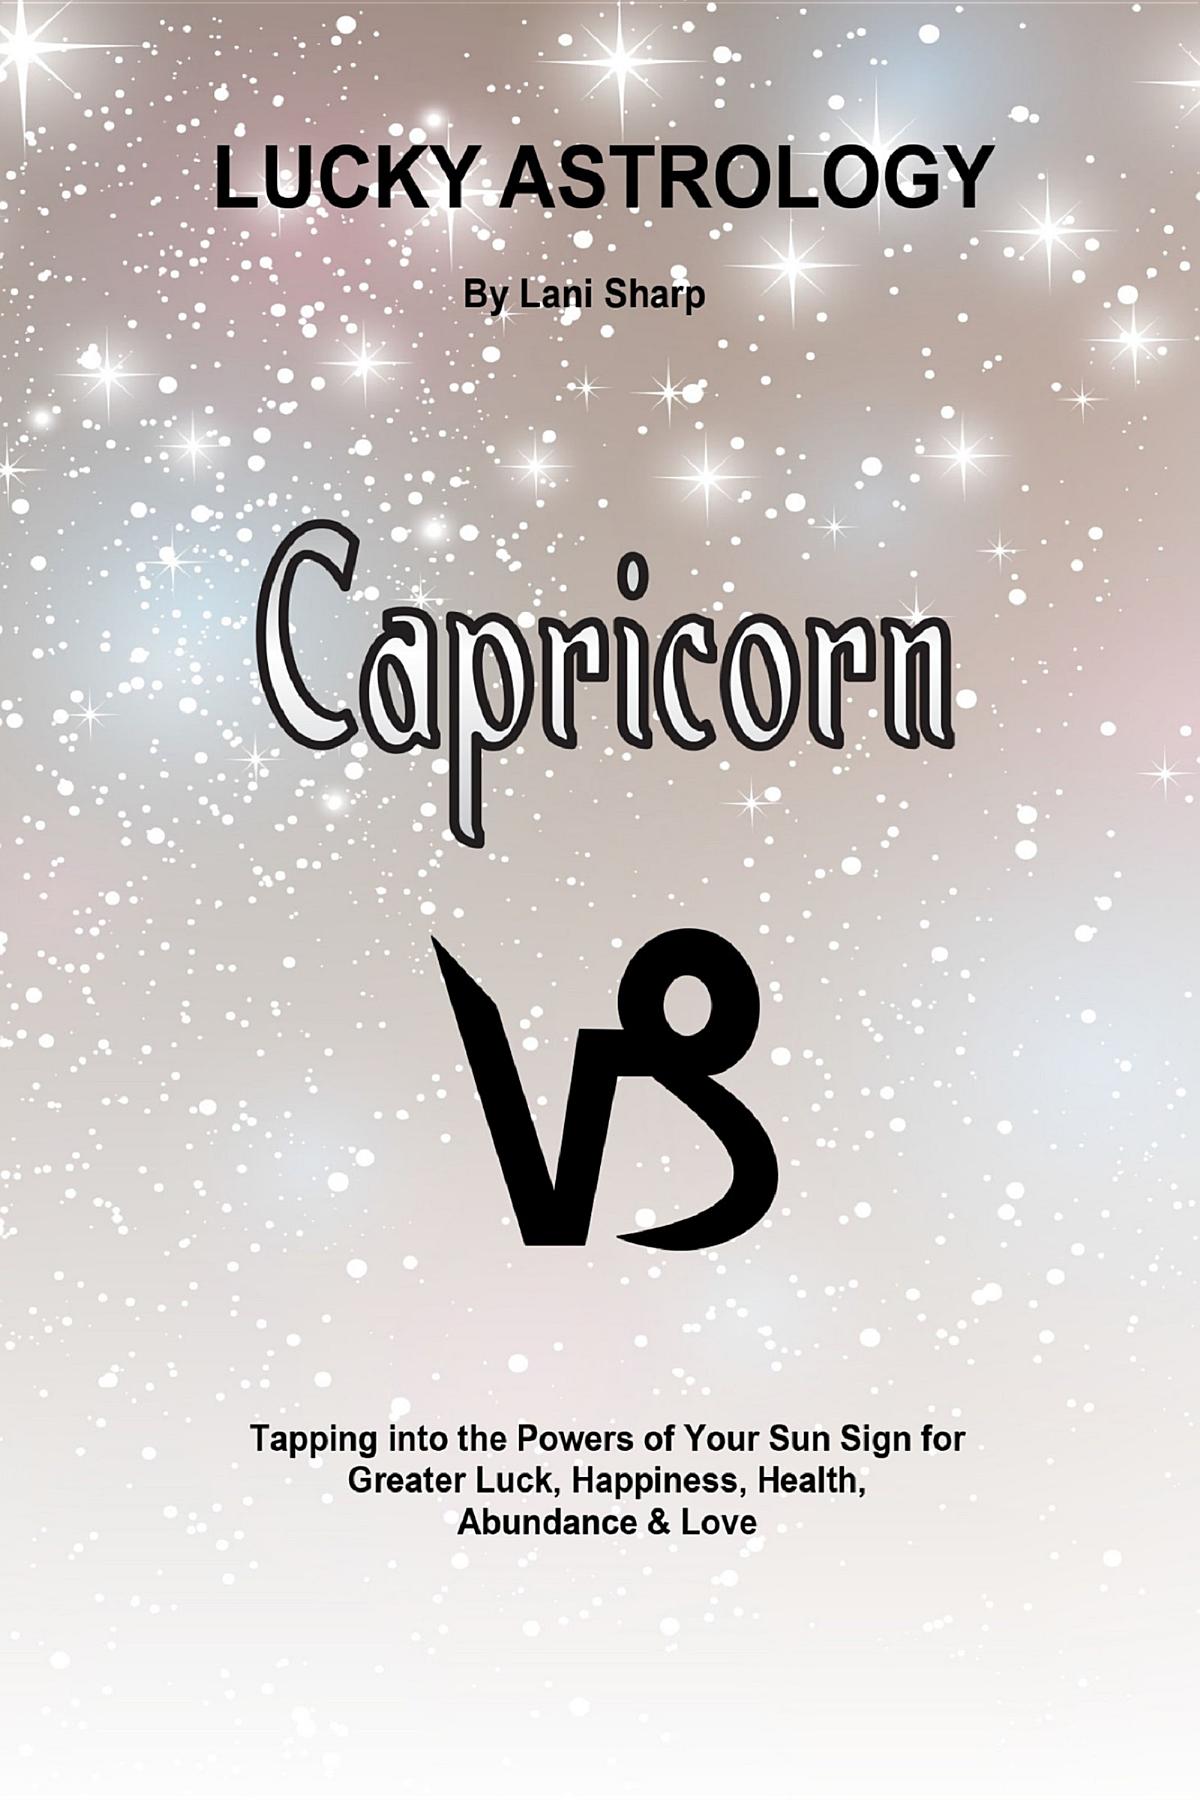 LUCKY ASTROLOGY
By Lani Sharp
Capricorn
Tapping into the Powers of Your Sun Sign for
Greater Luck, Happiness, Health,
Abundance & Love